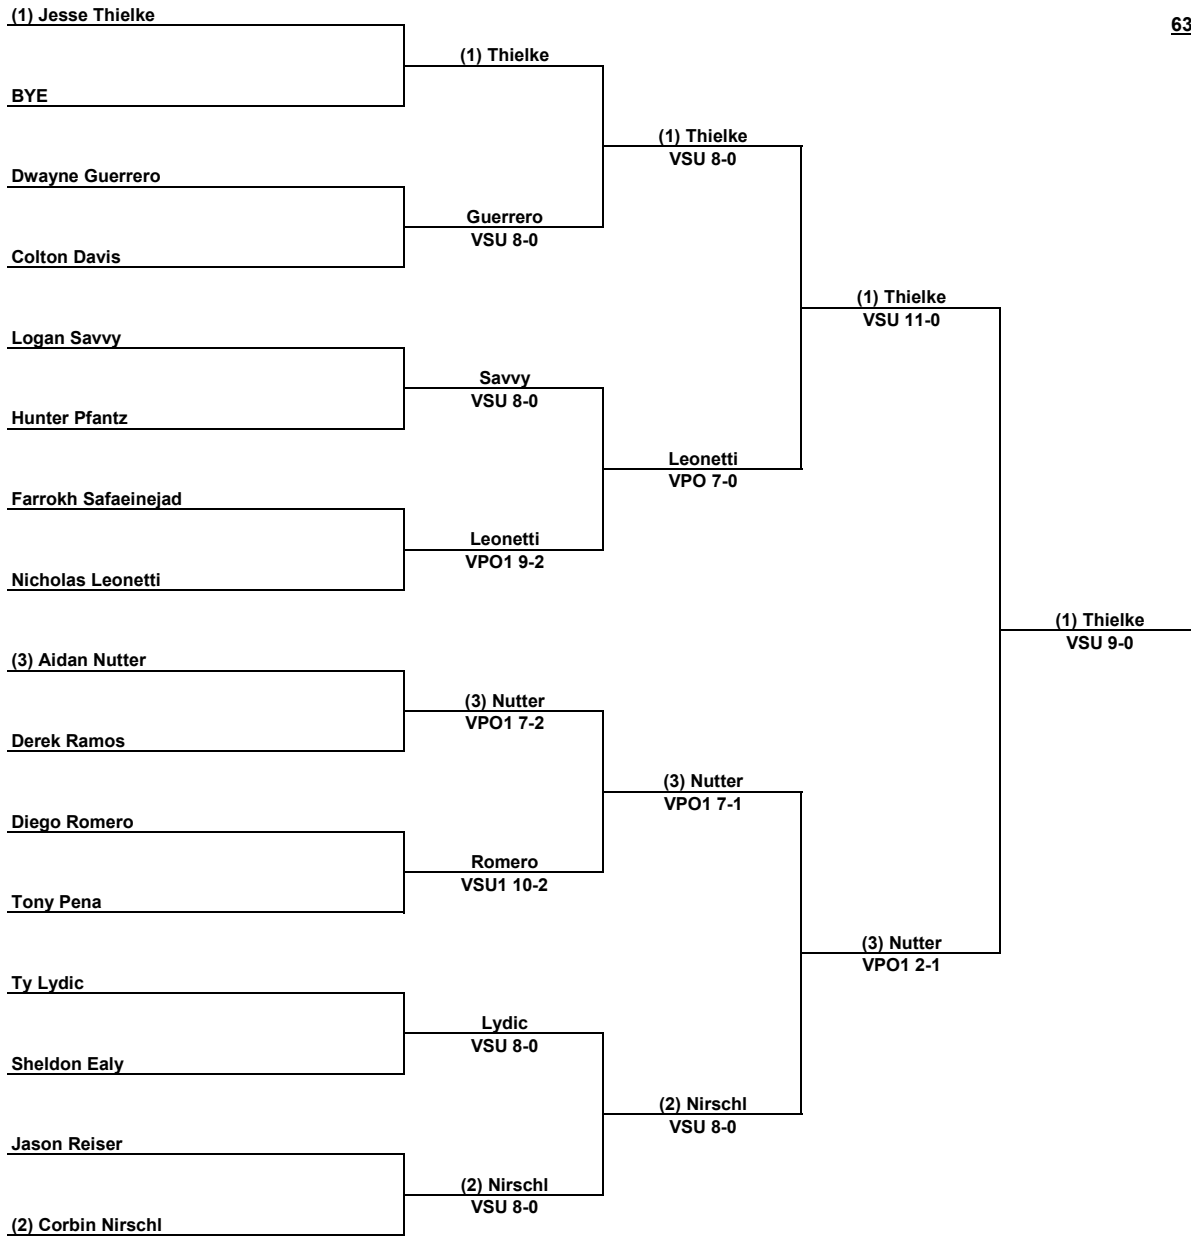 (1) Jesse Thielke
63
(1) Thielke
BYE
(1) Thielke
VSU 8-0
Dwayne Guerrero
Guerrero
VSU 8-0
Colton Davis
(1) Thielke
VSU 11-0
Logan Savvy
Savvy
VSU 8-0
Hunter Pfantz
Leonetti
VPO 7-0
Farrokh Safaeinejad
Leonetti
VPO1 9-2
Nicholas Leonetti
(1) Thielke
VSU 9-0
(3) Aidan Nutter
(3) Nutter
VPO1 7-2
Derek Ramos
(3) Nutter
VPO1 7-1
Diego Romero
Romero
VSU1 10-2
Tony Pena
(3) Nutter
VPO1 2-1
Ty Lydic
Lydic
VSU 8-0
Sheldon Ealy
(2) Nirschl
VSU 8-0
Jason Reiser
(2) Nirschl
VSU 8-0
(2) Corbin Nirschl